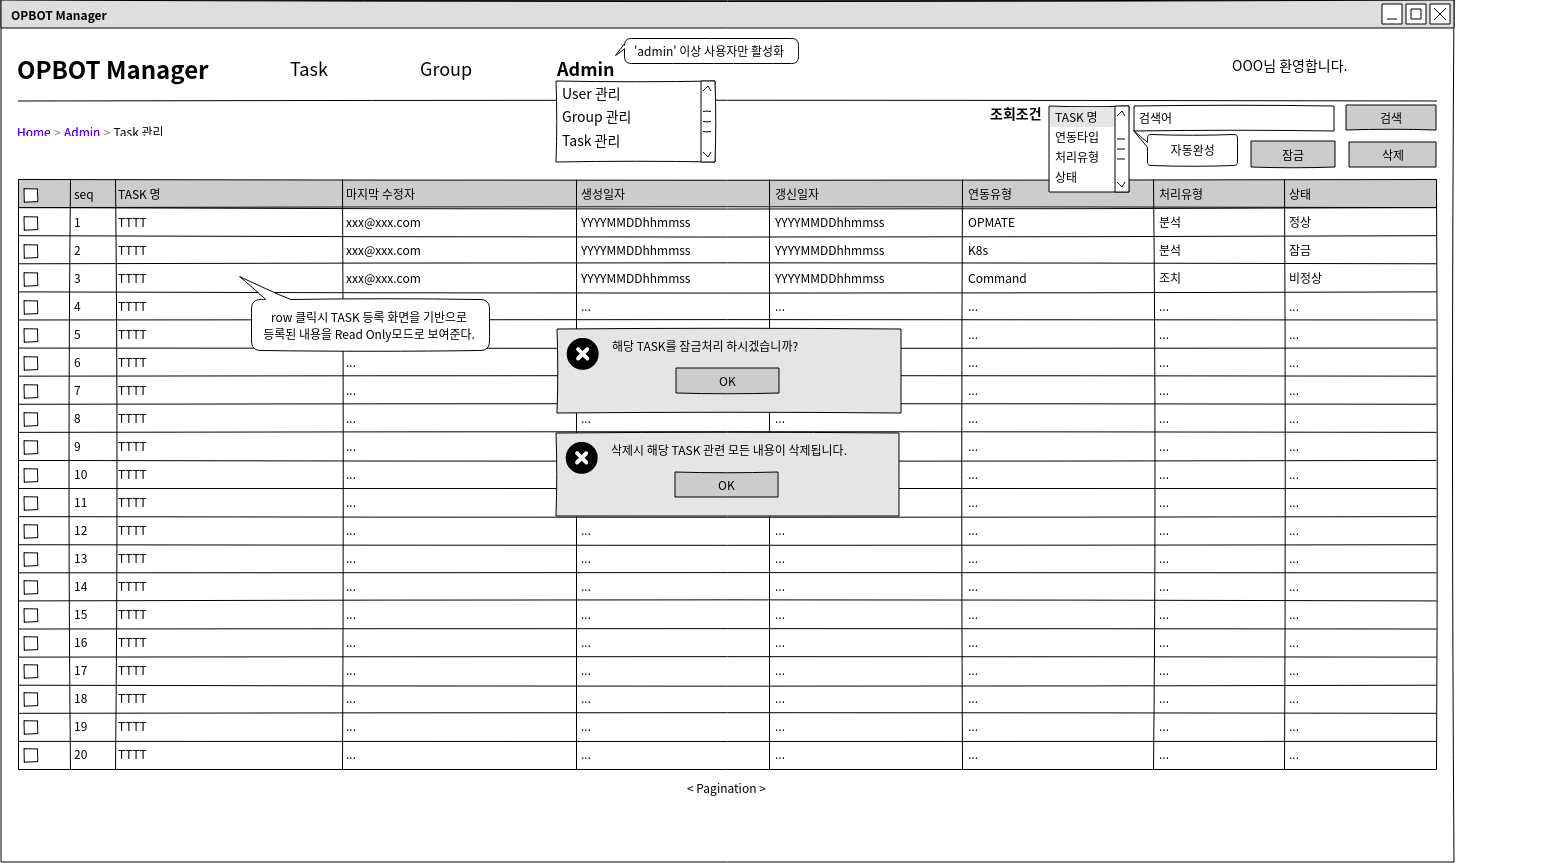 OPBOT Manager
'admin' 이상 사용자만 활성화
OPBOT Manager Task Group Admin OOO님 환영합니다.
User 관리
Group 관리
Task 관리
Home > Admin > Task 관리
조회조건 TASK 명 검색어 검색
연동타입
처리유형
상태
자동완성 잠금 삭제
seq TASK 명 마지막 수정자 생성일자 갱신일자 연동유형 처리유형 상태
1 TTTT xxx@xxx.com YYYYMMDDhhmmss YYYYMMDDhhmmss OPMATE 분석 정상
2 TTTT xxx@xxx.com YYYYMMDDhhmmss YYYYMMDDhhmmss K8s 분석 잠금
3 TTTT xxx@xxx.com YYYYMMDDhhmmss YYYYMMDDhhmmss Command 조치 비정상
4 TTTT ... ... ... ... ...
row 클릭시 TASK 등록 화면을 기반으로
등록된 내용을 Read Only모드로 보여준다.
5 TTTT ... ... ...
해당 TASK를 잠금처리 하시겠습니까?
OK
6 TTTT ... ... ... ...
7 TTTT ... ... ... ...
8 TTTT ... ... ... ... ... ...
9 TTTT ... ... ... ...
삭제시 해당 TASK 관련 모든 내용이 삭제됩니다.
OK
10 TTTT ... ... ... ...
11 TTTT ... ... ... ...
12 TTTT ... ... ... ... ... ...
13 TTTT ... ... ... ... ... ...
14 TTTT ... ... ... ... ... ...
15 TTTT ... ... ... ... ... ...
16 TTTT ... ... ... ... ... ...
17 TTTT ... ... ... ... ... ...
18 TTTT ... ... ... ... ... ...
19 TTTT ... ... ... ... ... ...
20 TTTT ... ... ... ... ... ...
< Pagination >